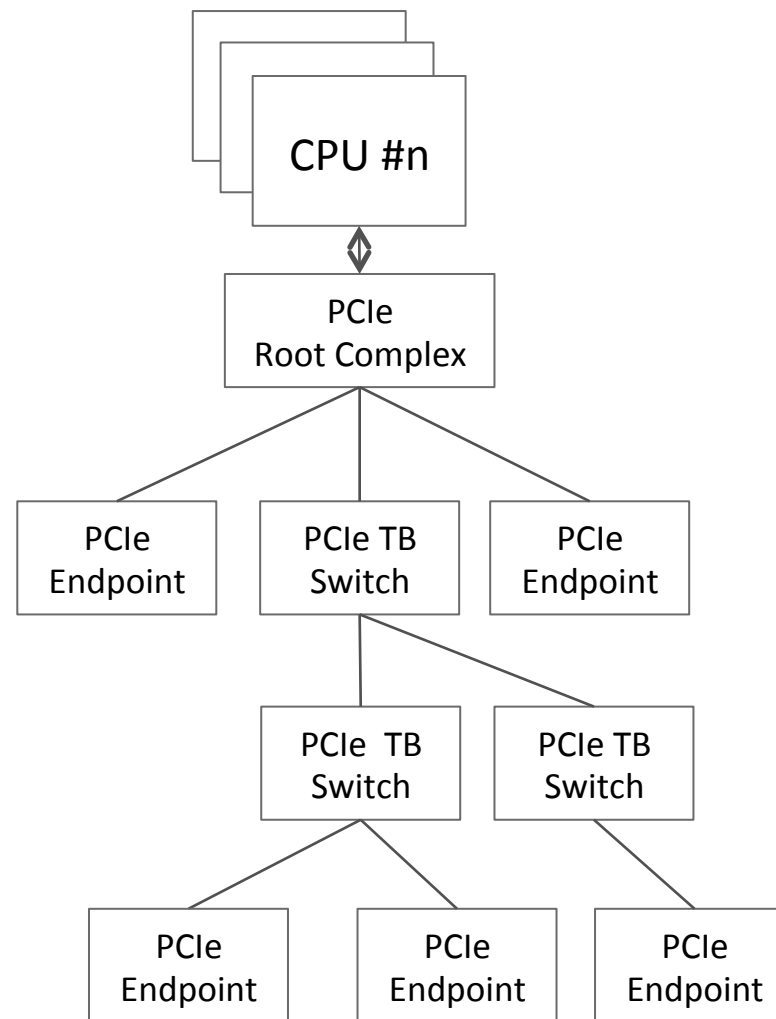 CPU #n
PCIe
Root Complex
PCIe
Endpoint
PCIe TB
Switch
PCIe
Endpoint
PCIe  TB
Switch
PCIe TB
Switch
PCIe
Endpoint
PCIe
Endpoint
PCIe
Endpoint